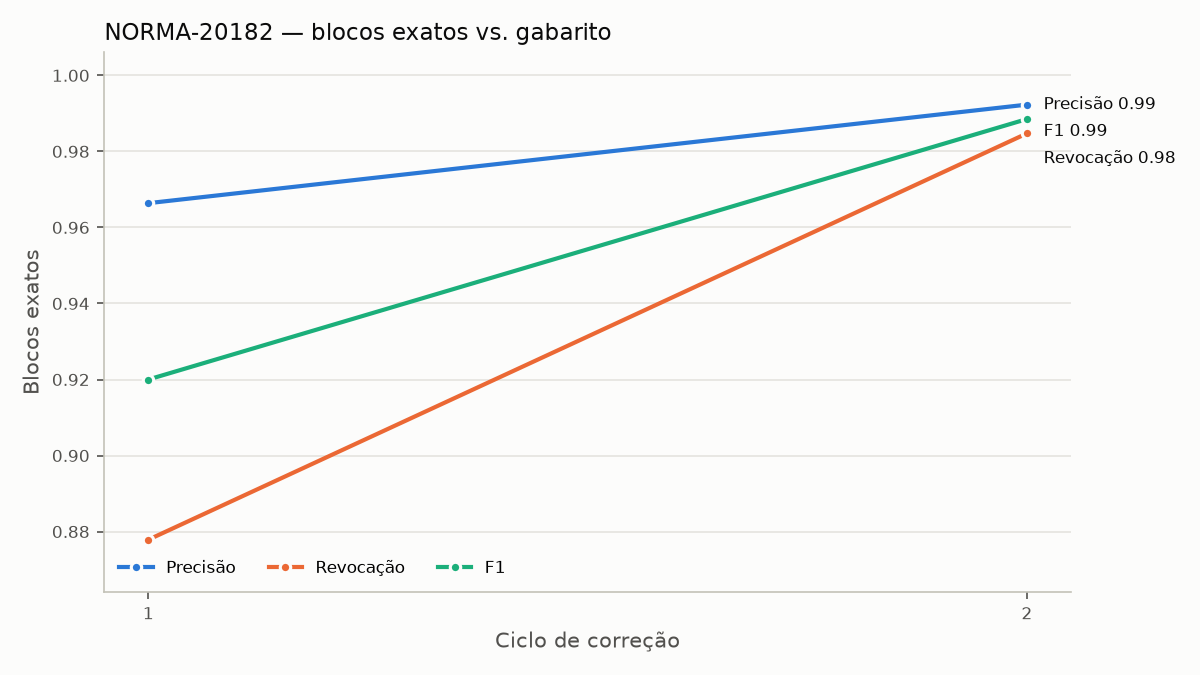 NORMA-20182 — blocos exatos vs. gabarito
Blocos exatos
1.00
0.98
0.96
0.94
0.92
0.90
0.88
Precisão 0.99
F1 0.99
Revocação 0.98
Precisão
Revocação
F1
1
2
Ciclo de correção